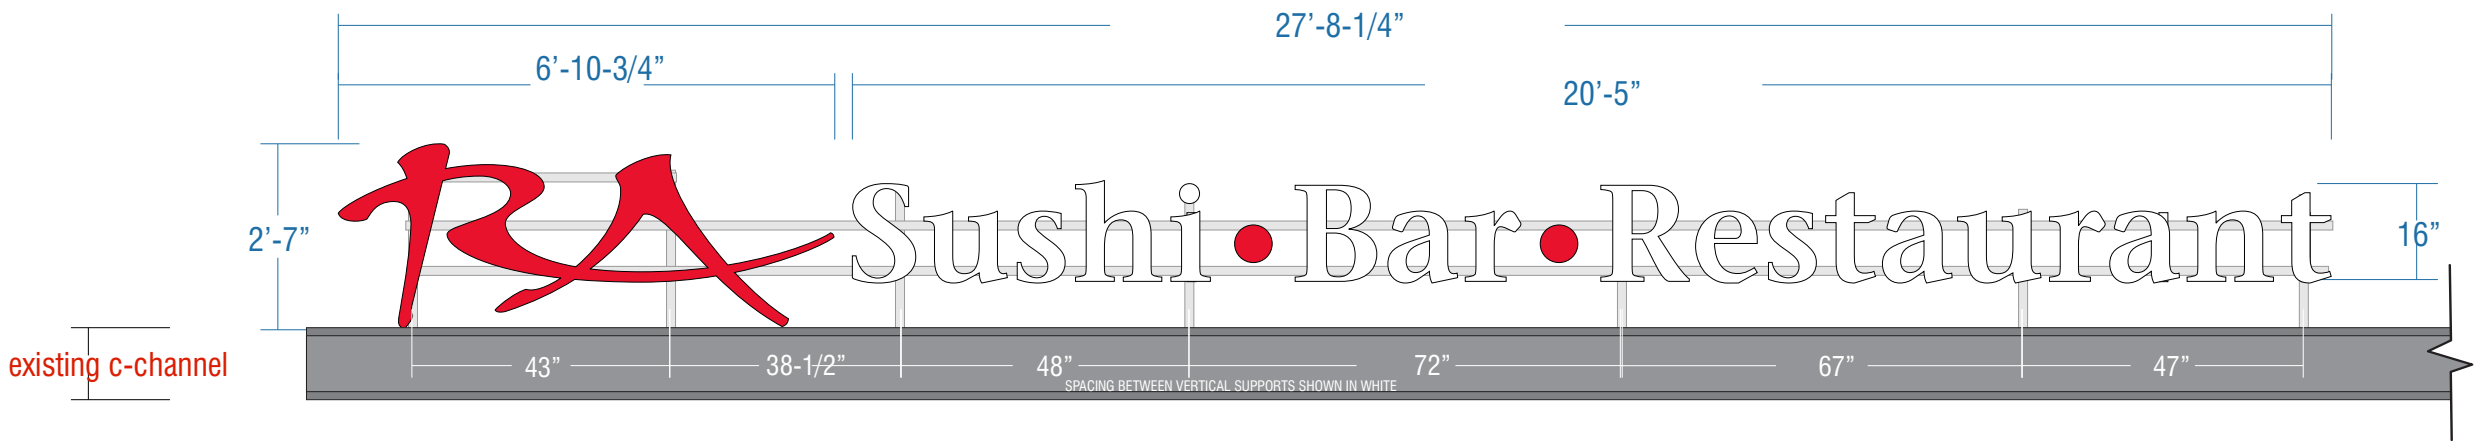 27’-8-1/4”
6’-10-3/4”
20’-5”
2’-7”
RA Sushi • Bar • Restaurant
16”
existing c-channel
43” 38-1/2” 48” 72” 67” 47”
SPACING BETWEEN VERTICAL SUPPORTS SHOWN IN WHITE